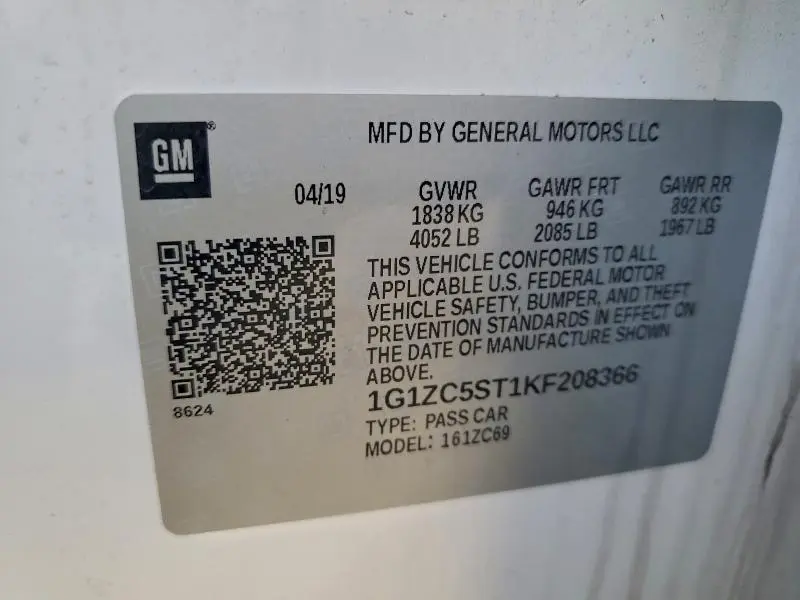 GM®
MFD BY GENERAL MOTORS LLC
04/19
GVWR
1838 KG
4052 LB
GAWR FRT
946 KG
2085 LB
GAWR RR
892 KG
1967 LB
THIS VEHICLE CONFORMS TO ALL
APPLICABLE U.S. FEDERAL MOTOR
VEHICLE SAFETY, BUMPER, AND THEFT
PREVENTION STANDARDS IN EFFECT ON
THE DATE OF MANUFACTURE SHOWN
ABOVE.
8624
1G1ZC5ST1KF208366
TYPE: PASS CAR
MODEL: 161ZC69